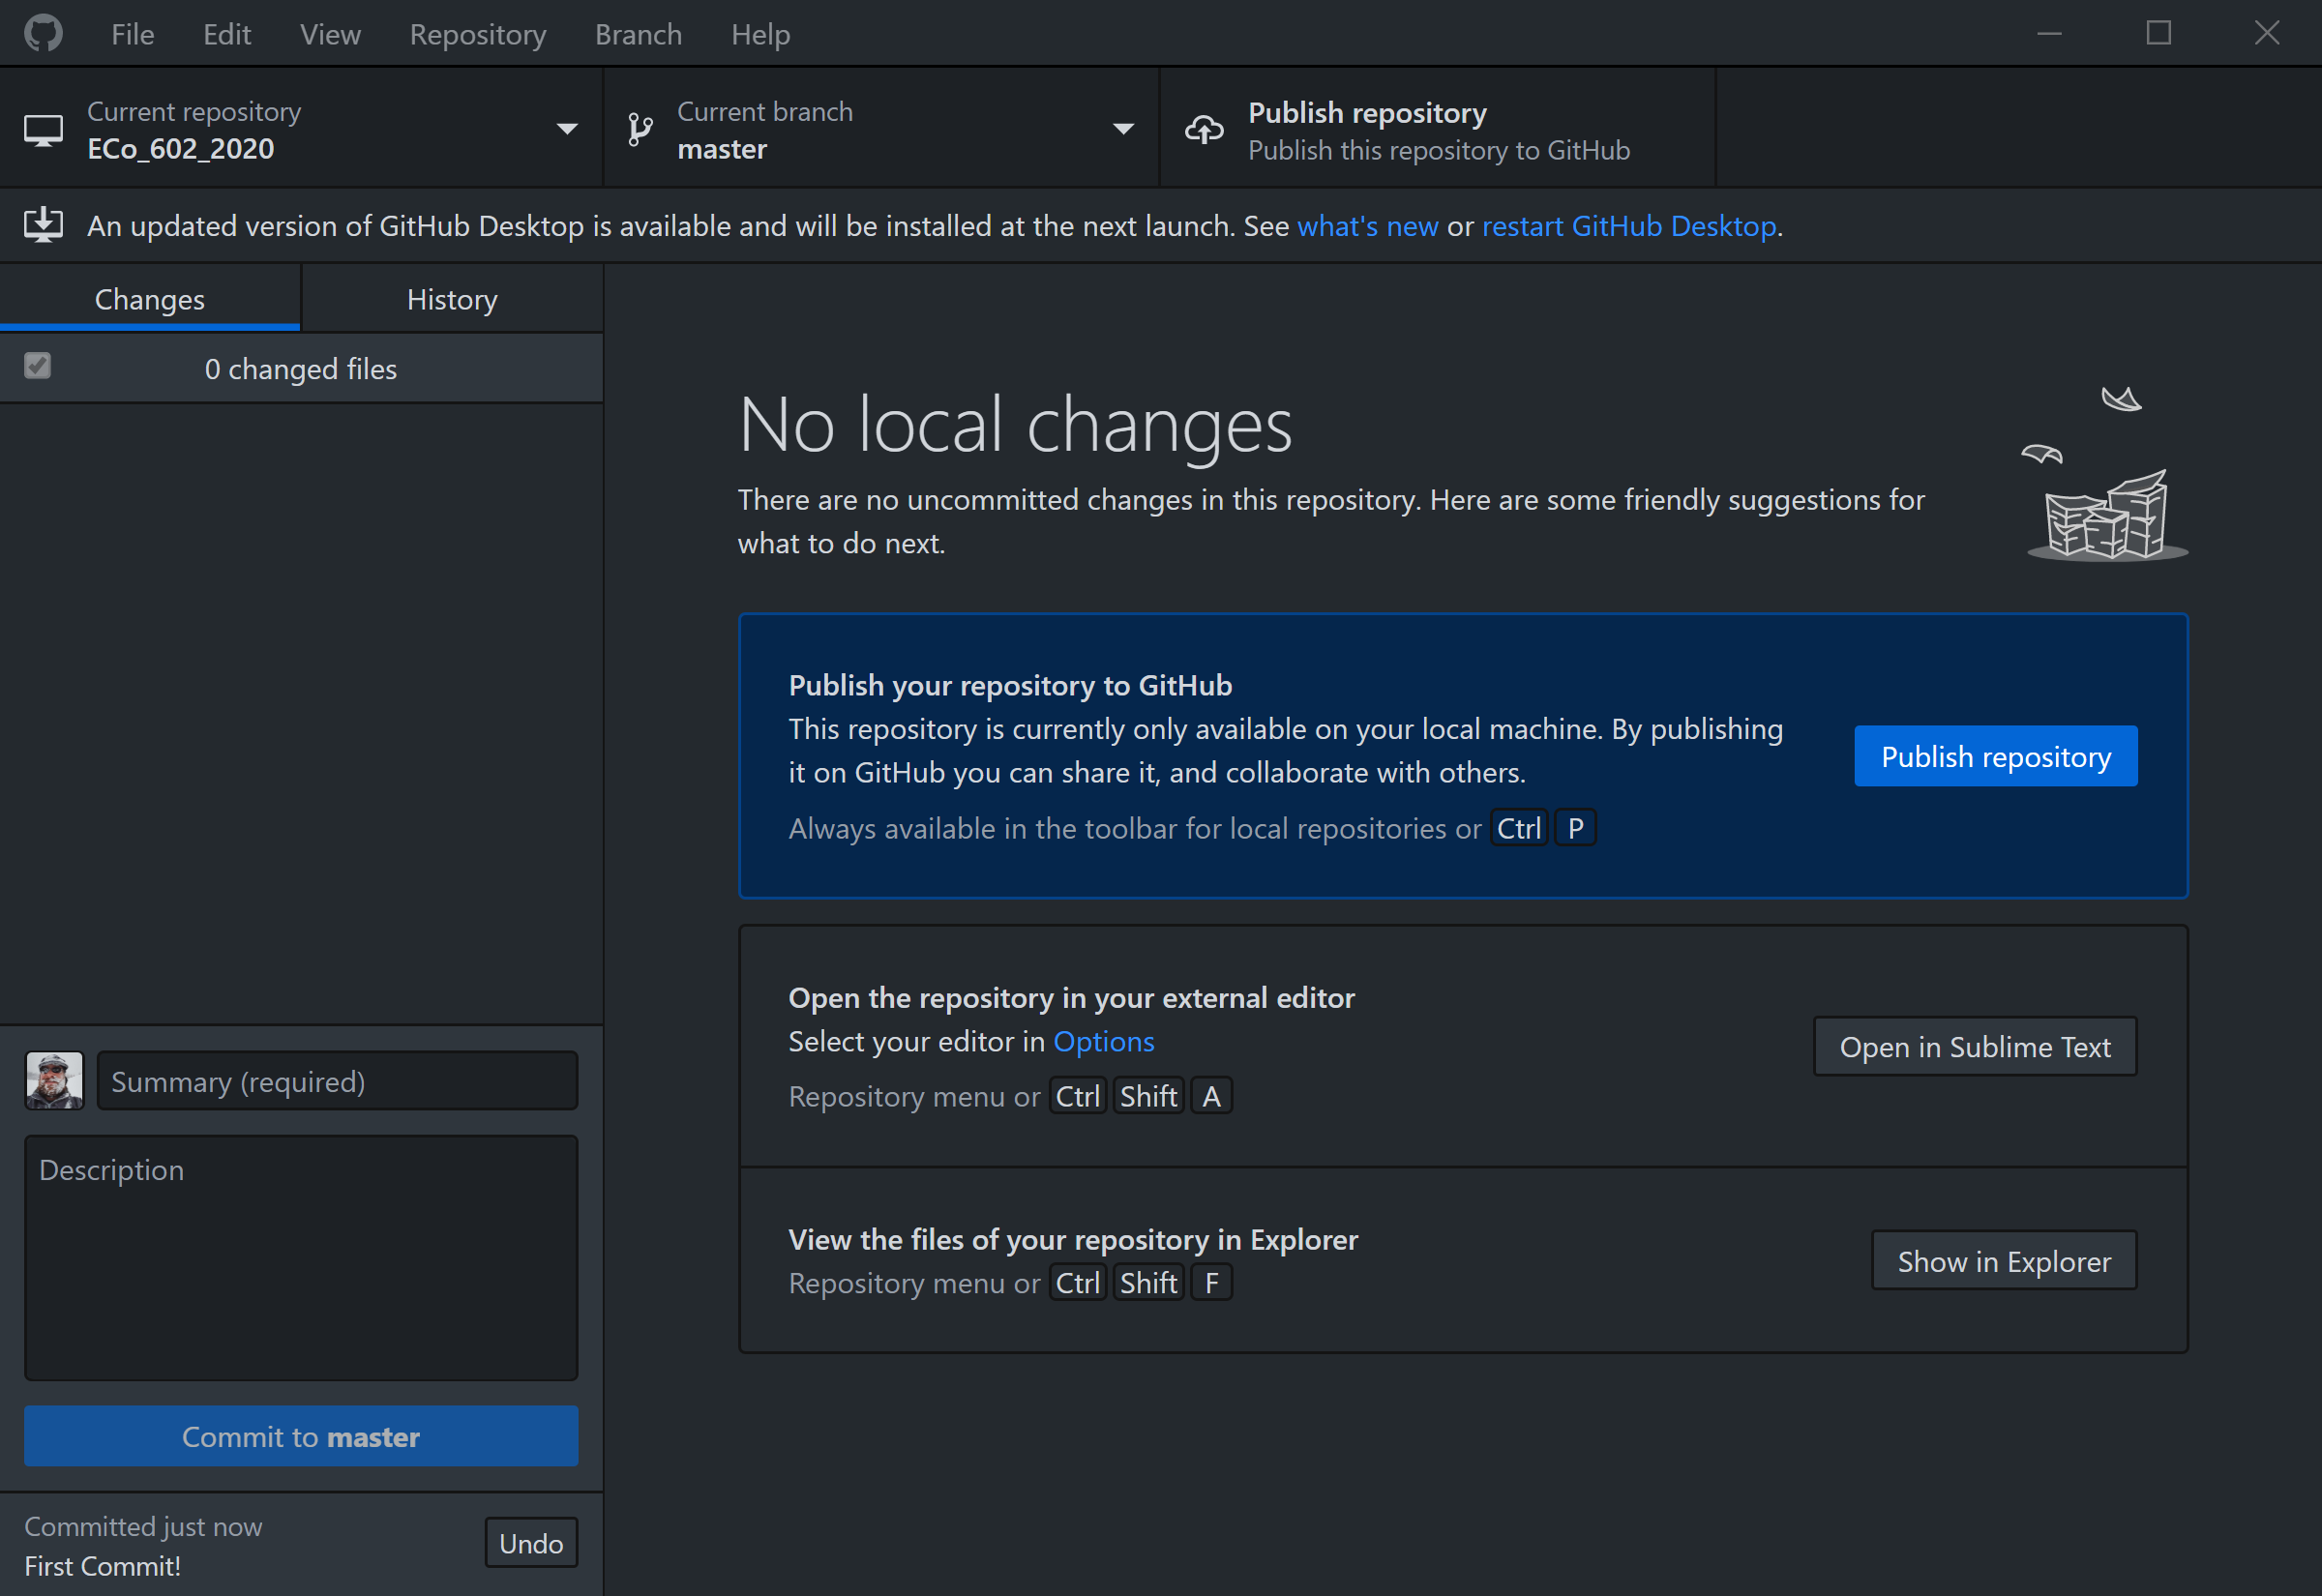 File Edit View Repository Branch Help
Current repository
ECo_602_2020
Current branch
master
Publish repository
Publish this repository to GitHub
An updated version of GitHub Desktop is available and will be installed at the next launch. See what's new or restart GitHub Desktop.
Changes
History
0 changed files
No local changes
There are no uncommitted changes in this repository. Here are some friendly suggestions for
what to do next.
Publish your repository to GitHub
This repository is currently only available on your local machine. By publishing
it on GitHub you can share it, and collaborate with others.
Always available in the toolbar for local repositories or Ctrl P
Publish repository
Open the repository in your external editor
Select your editor in Options
Repository menu or Ctrl Shift A
Open in Sublime Text
View the files of your repository in Explorer
Repository menu or Ctrl Shift F
Show in Explorer
Summary (required)
Description
Commit to master
Committed just now
First Commit!
Undo